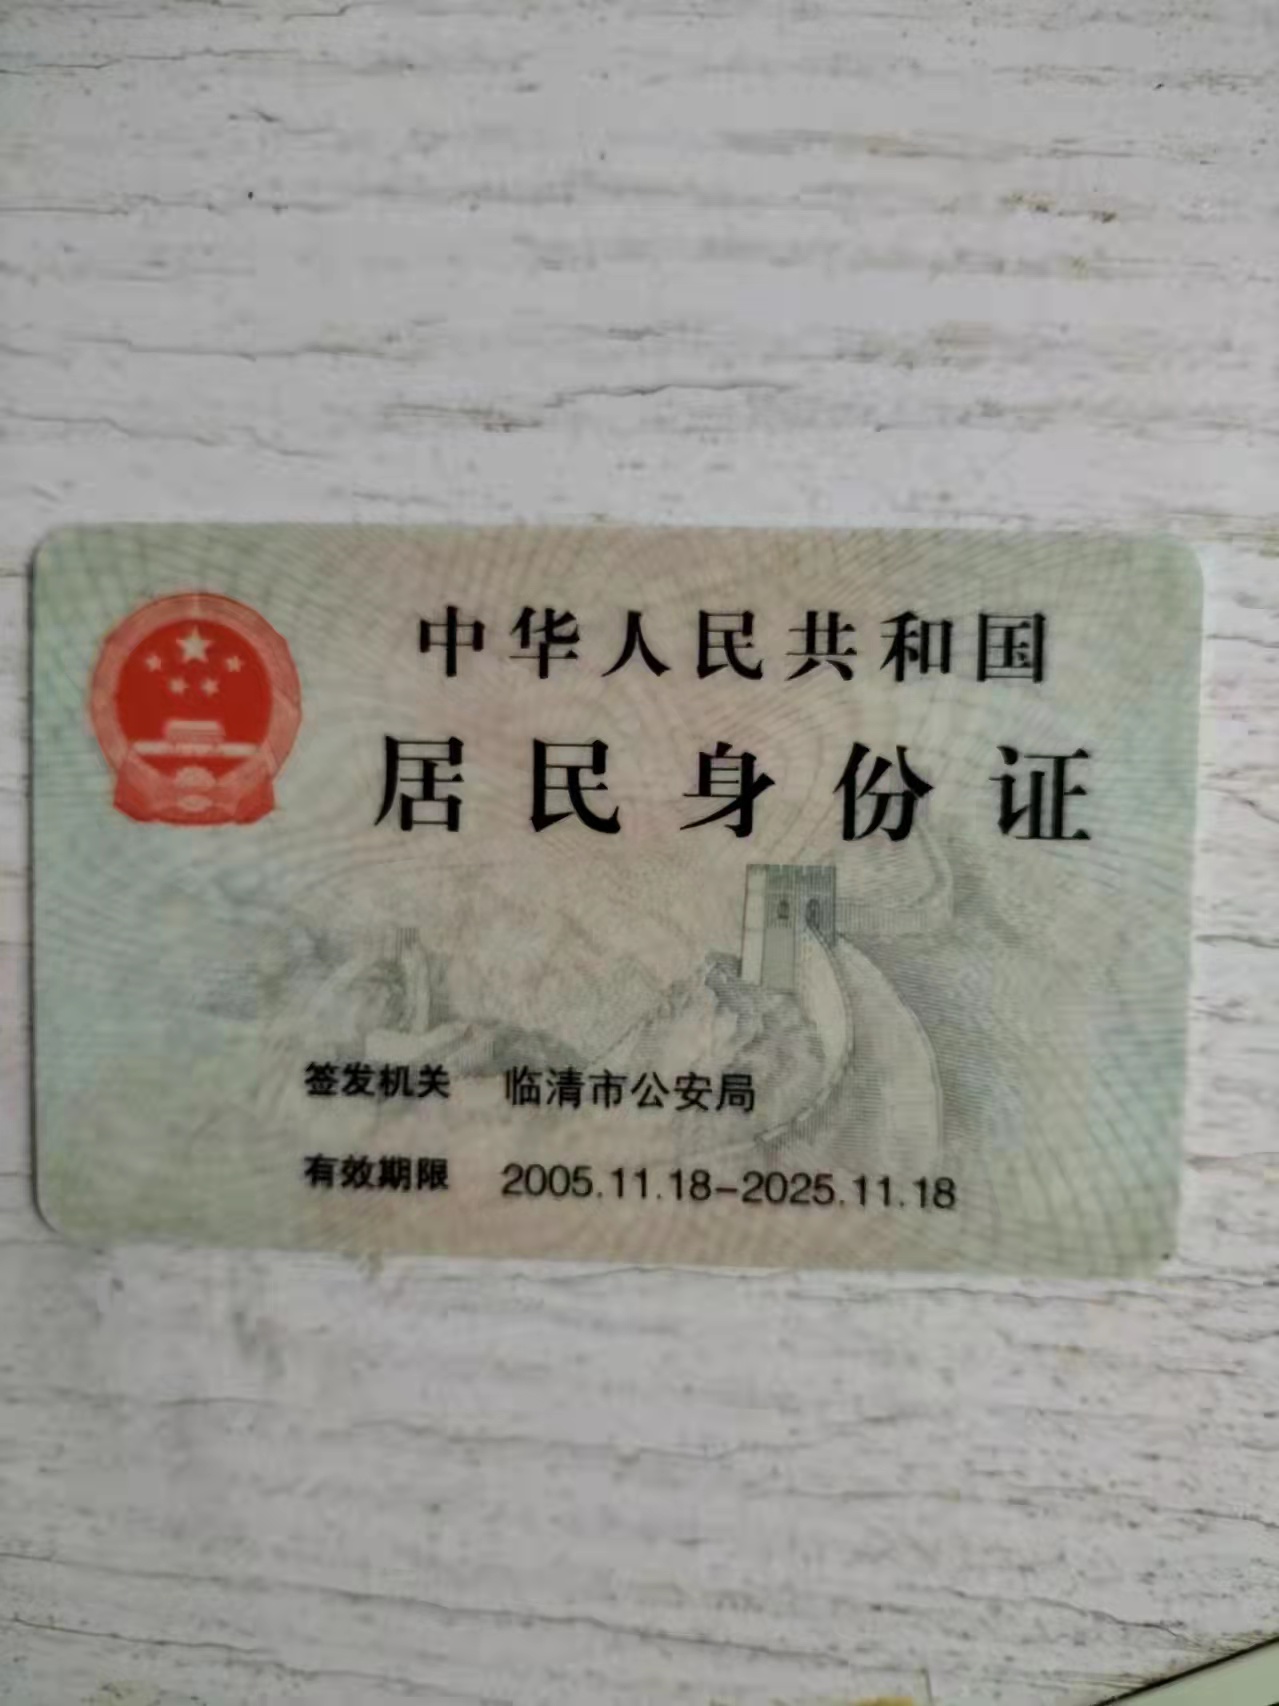 中华人民共和国
居民身份证
签发机关 临清市公安局
有效期限 2005.11.18-2025.11.18